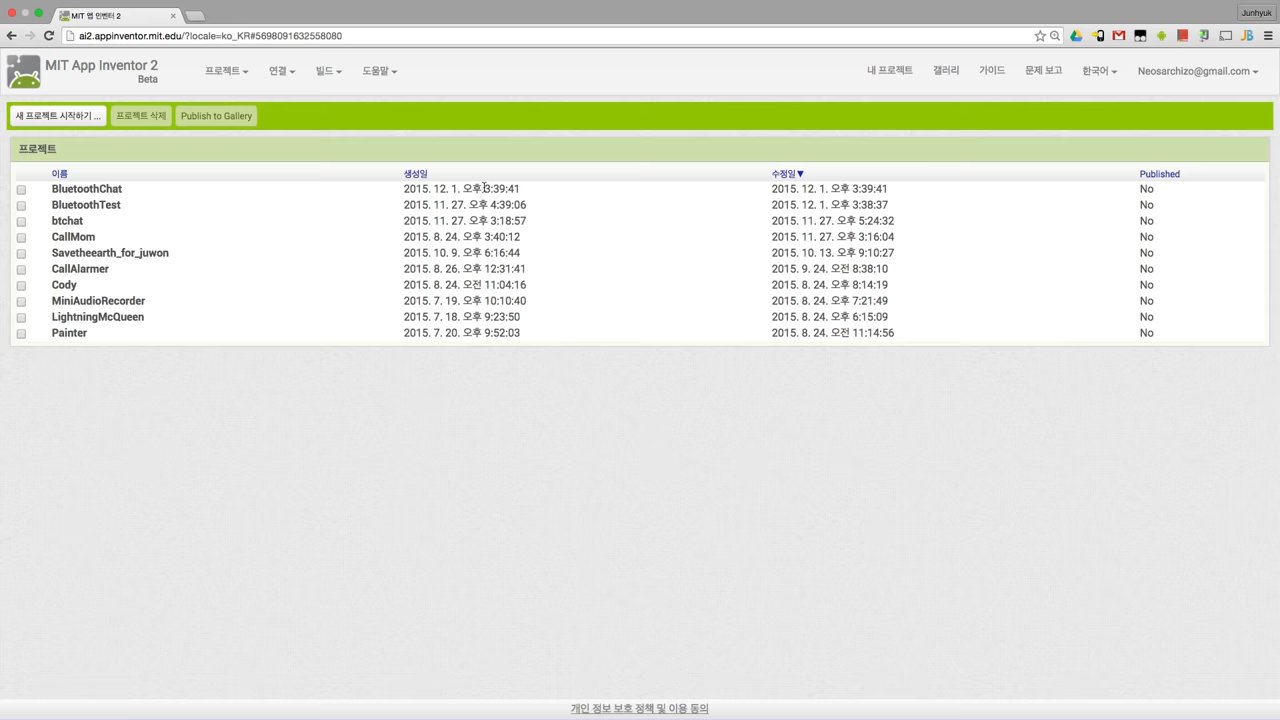 MIT 앱 인벤터 2
Junhyuk
ai2.appinventor.mit.edu/?locale=ko_KR#5698091632558080
MIT App Inventor 2
Beta
프로젝트 연결 빌드 도움말 내 프로젝트 갤러리 가이드 문제 보고 한국어 Neosarchizo@gmail.com
새 프로젝트 시작하기 ... 프로젝트 삭제 Publish to Gallery
프로젝트
이름 생성일 수정일▼ Published
BluetoothChat 2015. 12. 1. 오후 3:39:41 2015. 12. 1. 오후 3:39:41 No
BluetoothTest 2015. 11. 27. 오후 4:39:06 2015. 12. 1. 오후 3:38:37 No
btchat 2015. 11. 27. 오후 3:18:57 2015. 11. 27. 오후 5:24:32 No
CallMom 2015. 8. 24. 오후 3:40:12 2015. 11. 27. 오후 3:16:04 No
Savetheearth_for_juwon 2015. 10. 9. 오후 6:16:44 2015. 10. 13. 오후 9:10:27 No
CallAlarmer 2015. 8. 26. 오후 12:31:41 2015. 9. 24. 오전 8:38:10 No
Cody 2015. 8. 24. 오전 11:04:16 2015. 8. 24. 오후 8:14:19 No
MiniAudioRecorder 2015. 7. 19. 오후 10:10:40 2015. 8. 24. 오후 7:21:49 No
LightningMcQueen 2015. 7. 18. 오후 9:23:50 2015. 8. 24. 오후 6:15:09 No
Painter 2015. 7. 20. 오후 9:52:03 2015. 8. 24. 오전 11:14:56 No
개인 정보 보호 정책 및 이용 동의